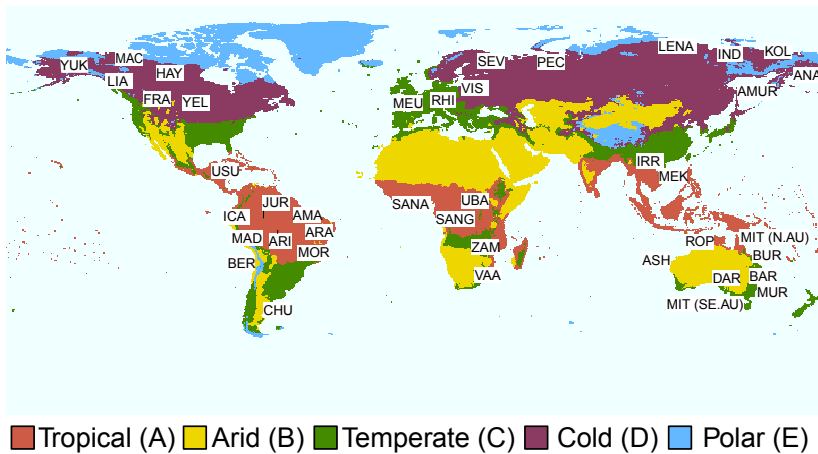 LENA
IND
KOL
MAC
YUK
HAY
SEV
PEC
ANA
LIA
VIS
AMUR
FRA
YEL
MEU
RHI
USU
IRR
MEK
JUR
SANA
UBA
ICA
AMA
SANG
ARA
MAD
ARI
ZAM
ROP
MIT (N.AU)
MOR
BUR
BER
ASH
VAA
DAR
BAR
MUR
CHU
MIT (SE.AU)
Tropical (A) Arid (B) Temperate (C) Cold (D) Polar (E)